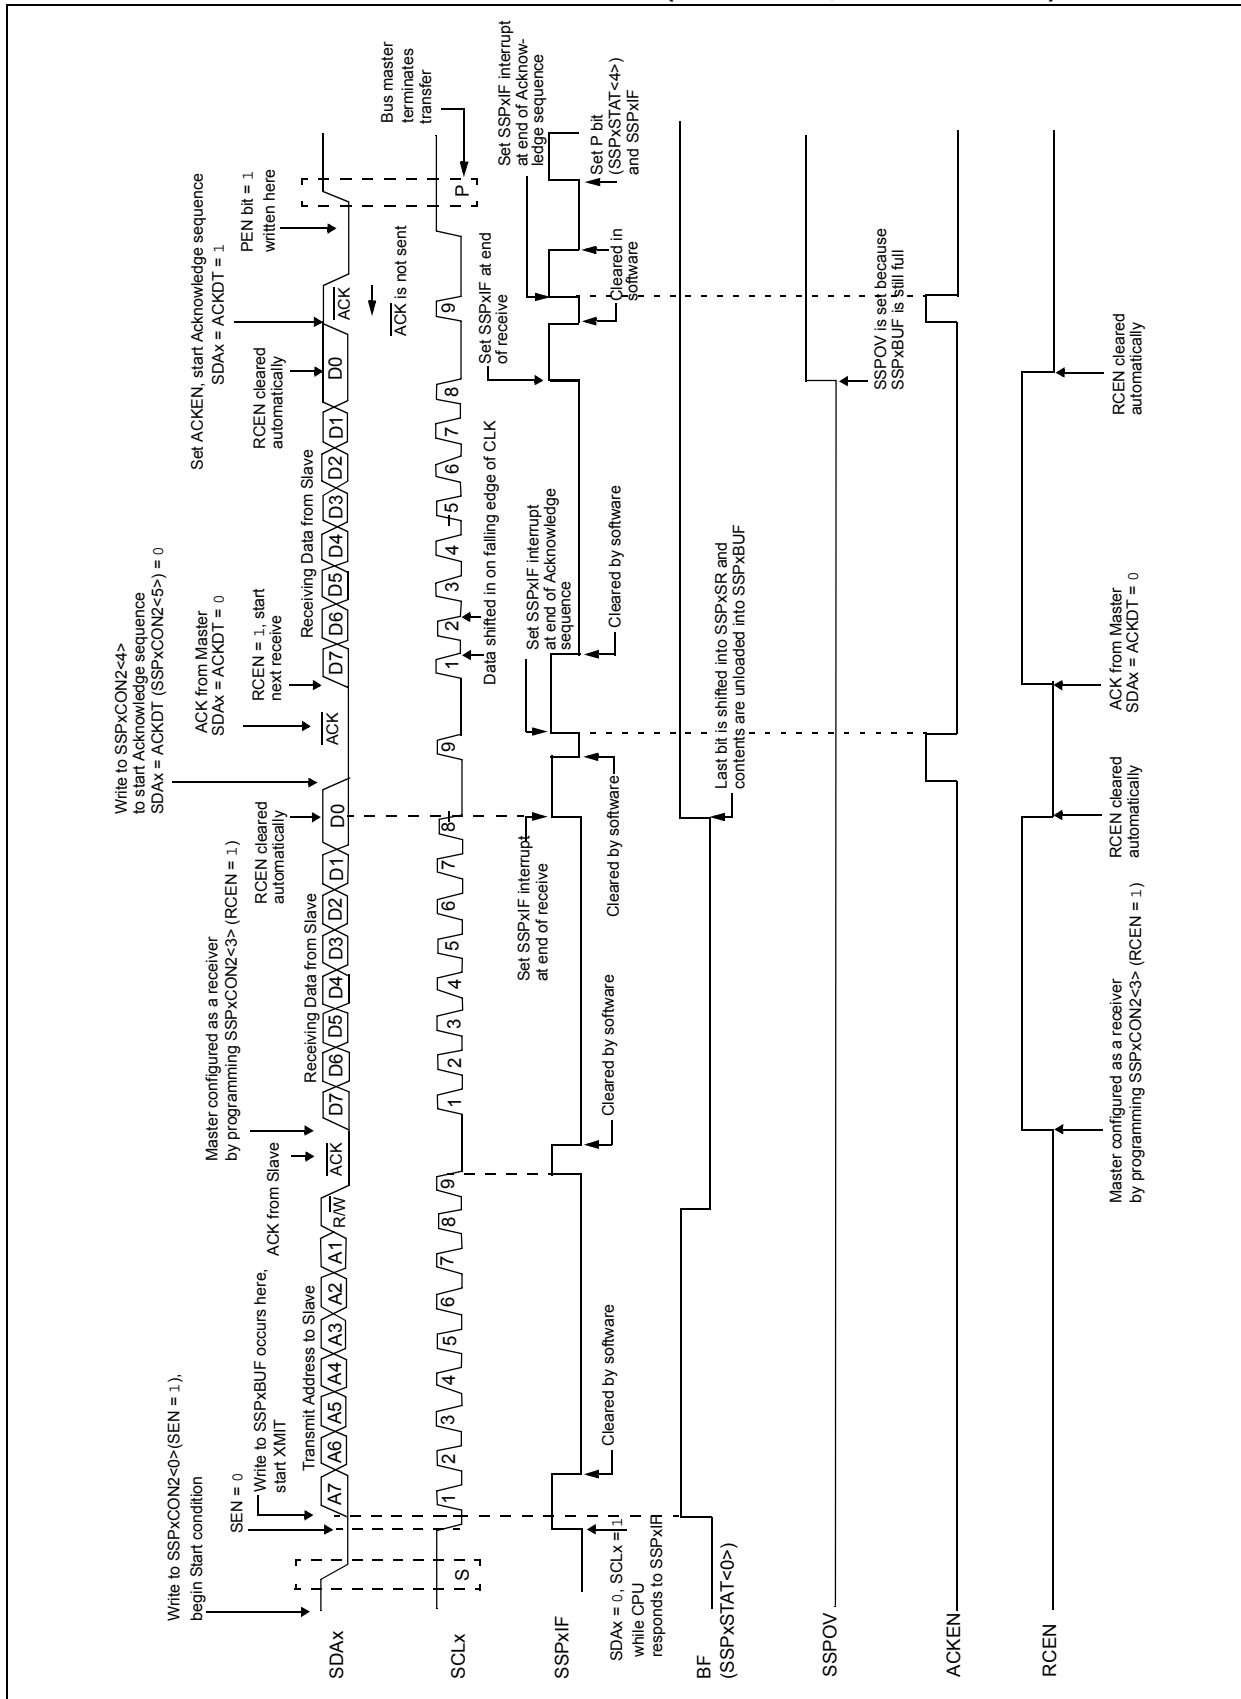 Write to SSPxCON2<0>(SEN = 1),
begin Start condition
SEN = 0
Write to SSPxBUF occurs here,
start XMIT
ACK from Slave
Master configured as a receiver
by programming SSPxCON2<3> (RCEN = 1)
RCEN cleared
automatically
Write to SSPxCON2<4>
to start Acknowledge sequence
SDAx = ACKDT (SSPxCON2<5>) = 0
ACK from Master
SDAx = ACKDT = 0
RCEN = 1, start
next receive
RCEN cleared
automatically
Set ACKEN, start Acknowledge sequence
SDAx = ACKDT = 1
PEN bit = 1
written here
Transmit Address to Slave
Receiving Data from Slave
Receiving Data from Slave
SDAx
A7 A6 A5 A4 A3 A2 A1 R/W ACK D7 D6 D5 D4 D3 D2 D1 D0 ACK D7 D6 D5 D4 D3 D2 D1 D0 ACK
ACK is not sent
Bus master
terminates
transfer
SCLx
S 1 2 3 4 5 6 7 8 9 1 2 3 4 5 6 7 8 9 1 2 3 4 5 6 7 8 9 P
Data shifted in on falling edge of CLK
Set SSPxIF interrupt
at end of receive
Set SSPxIF interrupt
at end of Acknowledge
sequence
Set SSPxIF at end
of receive
Set SSPxIF interrupt
at end of Acknow-
ledge sequence
SSPxIF
SDAx = 0, SCLx = 1
while CPU
responds to SSPxIF
Cleared by software
Cleared by software
Cleared by software
Cleared by software
Cleared in
software
Set P bit
(SSPxSTAT<4>)
and SSPxIF
BF
(SSPxSTAT<0>)
Last bit is shifted into SSPxSR and
contents are unloaded into SSPxBUF
SSPOV
SSPOV is set because
SSPxBUF is still full
ACKEN
RCEN
Master configured as a receiver
by programming SSPxCON2<3> (RCEN = 1)
RCEN cleared
automatically
ACK from Master
SDAx = ACKDT = 0
RCEN cleared
automatically